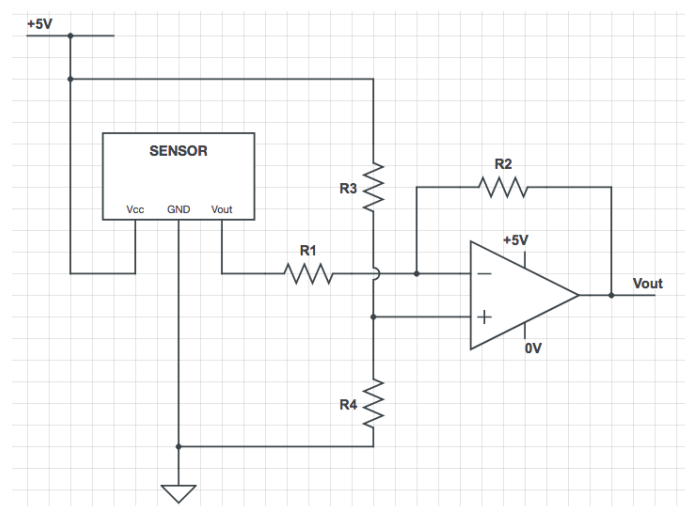 +5V
SENSOR
Vcc GND Vout
R3
R2
R1
+5V
Vout
0V
R4